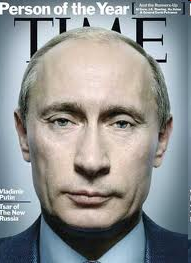 Person of the Year
And the Runners-Up
TIME
Vladimir
Putin
Tsar of
The New
Russia